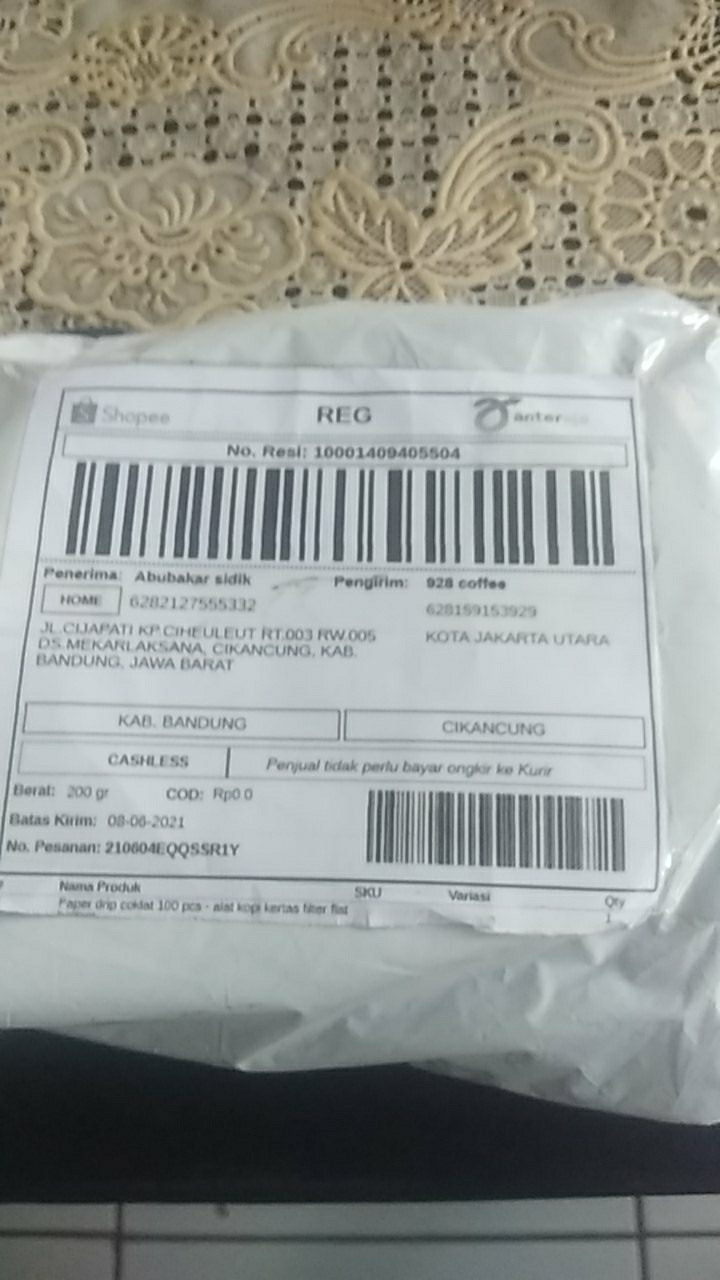 Shopee REG anter
No. Resi: 10001409405504
Penerima: Abubakar sidik Pengirim: 928 coffee
HOME 6282127555332 628159153929
JL.CIJAPATI KP.CIHEULEUT RT.003 RW.005 KOTA JAKARTA UTARA
DS.MEKARLAKSANA, CIKANCUNG, KAB.
BANDUNG, JAWA BARAT
KAB. BANDUNG CIKANCUNG
CASHLESS Penjual tidak perlu bayar ongkir ke Kurir
Berat: 200 gr COD: Rp0.0
Batas Kirim: 08-06-2021
No. Pesanan: 210604EQQSSR1Y
Nama Produk SKU Variasi Qty
Paper drip coklat 100 pcs - alat kopi kertas filter flat 1